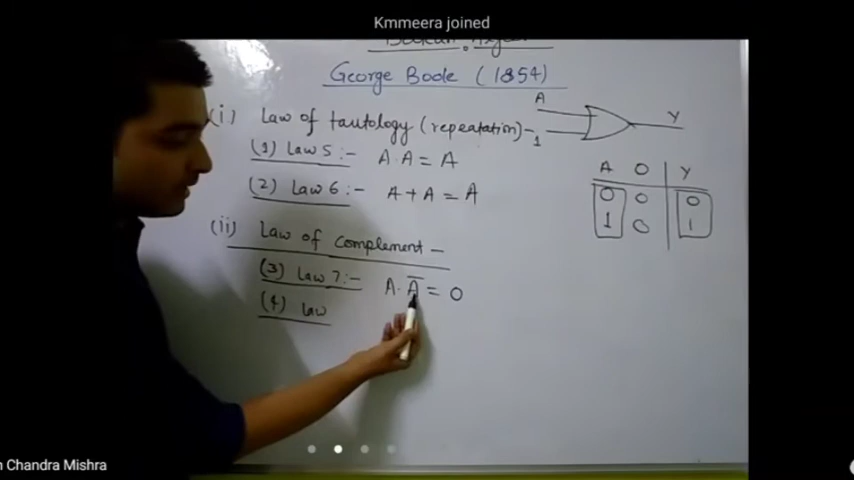 Kmmeera joined
George Boole (1854)
(i) Law of tautology (repeatation)-
(1) Law 5 :- A·A = A
(2) Law 6 :- A + A = A
(ii) Law of Complement -
(3) Law 7:- A·A̅ = 0
(4) Law
A
1
Y
A 0 Y
0 0 0
1 0 1
Chandra Mishra